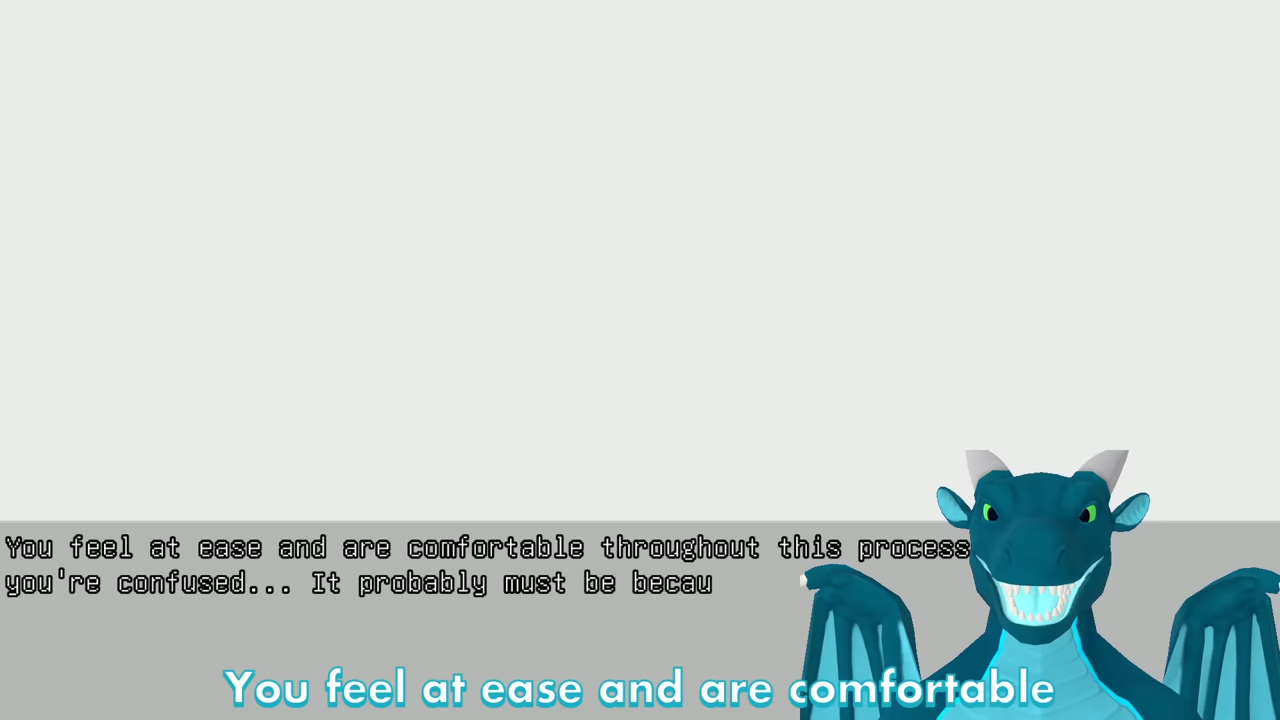 You feel at ease and are comfortable throughout this process
you're confused... It probably must be becau
You feel at ease and are comfortable